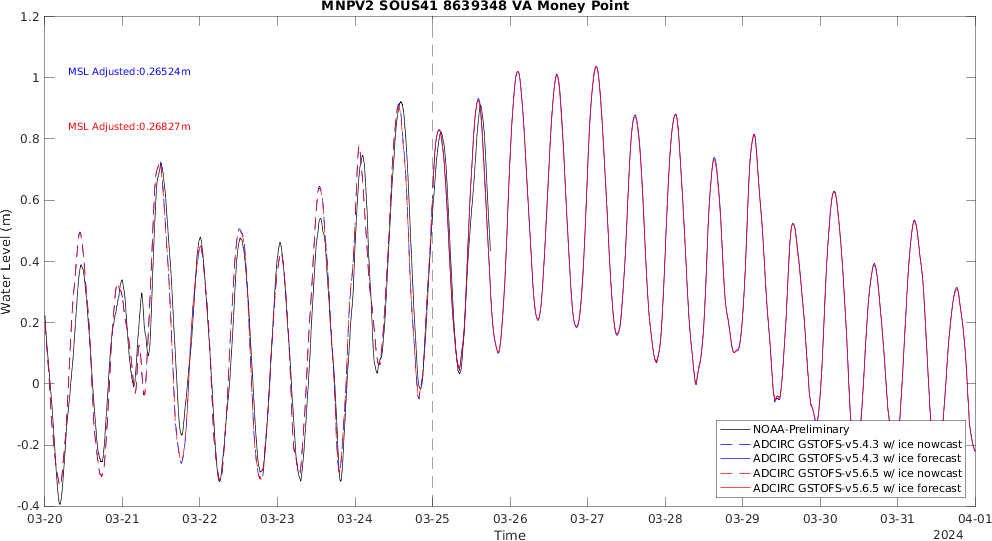 MNPV2 SOUS41 8639348 VA Money Point
1.2
1
0.8
0.6
0.4
0.2
0
-0.2
-0.4
Water Level (m)
MSL Adjusted:0.26524m
MSL Adjusted:0.26827m
NOAA-Preliminary
ADCIRC GSTOFS-v5.4.3 w/ ice nowcast
ADCIRC GSTOFS-v5.4.3 w/ ice forecast
ADCIRC GSTOFS-v5.6.5 w/ ice nowcast
ADCIRC GSTOFS-v5.6.5 w/ ice forecast
03-20 03-21 03-22 03-23 03-24 03-25 03-26 03-27 03-28 03-29 03-30 03-31 04-01
Time
2024